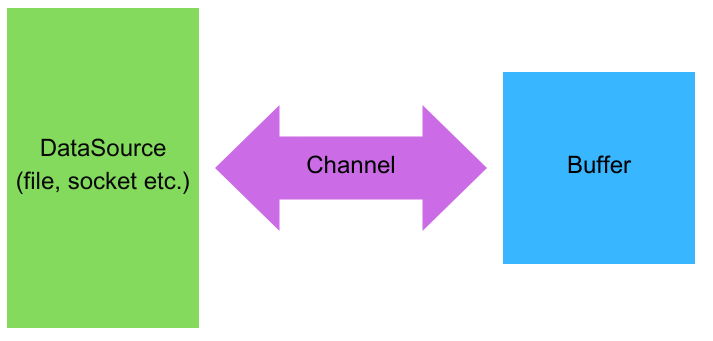 DataSource
(file, socket etc.)
Channel
Buffer